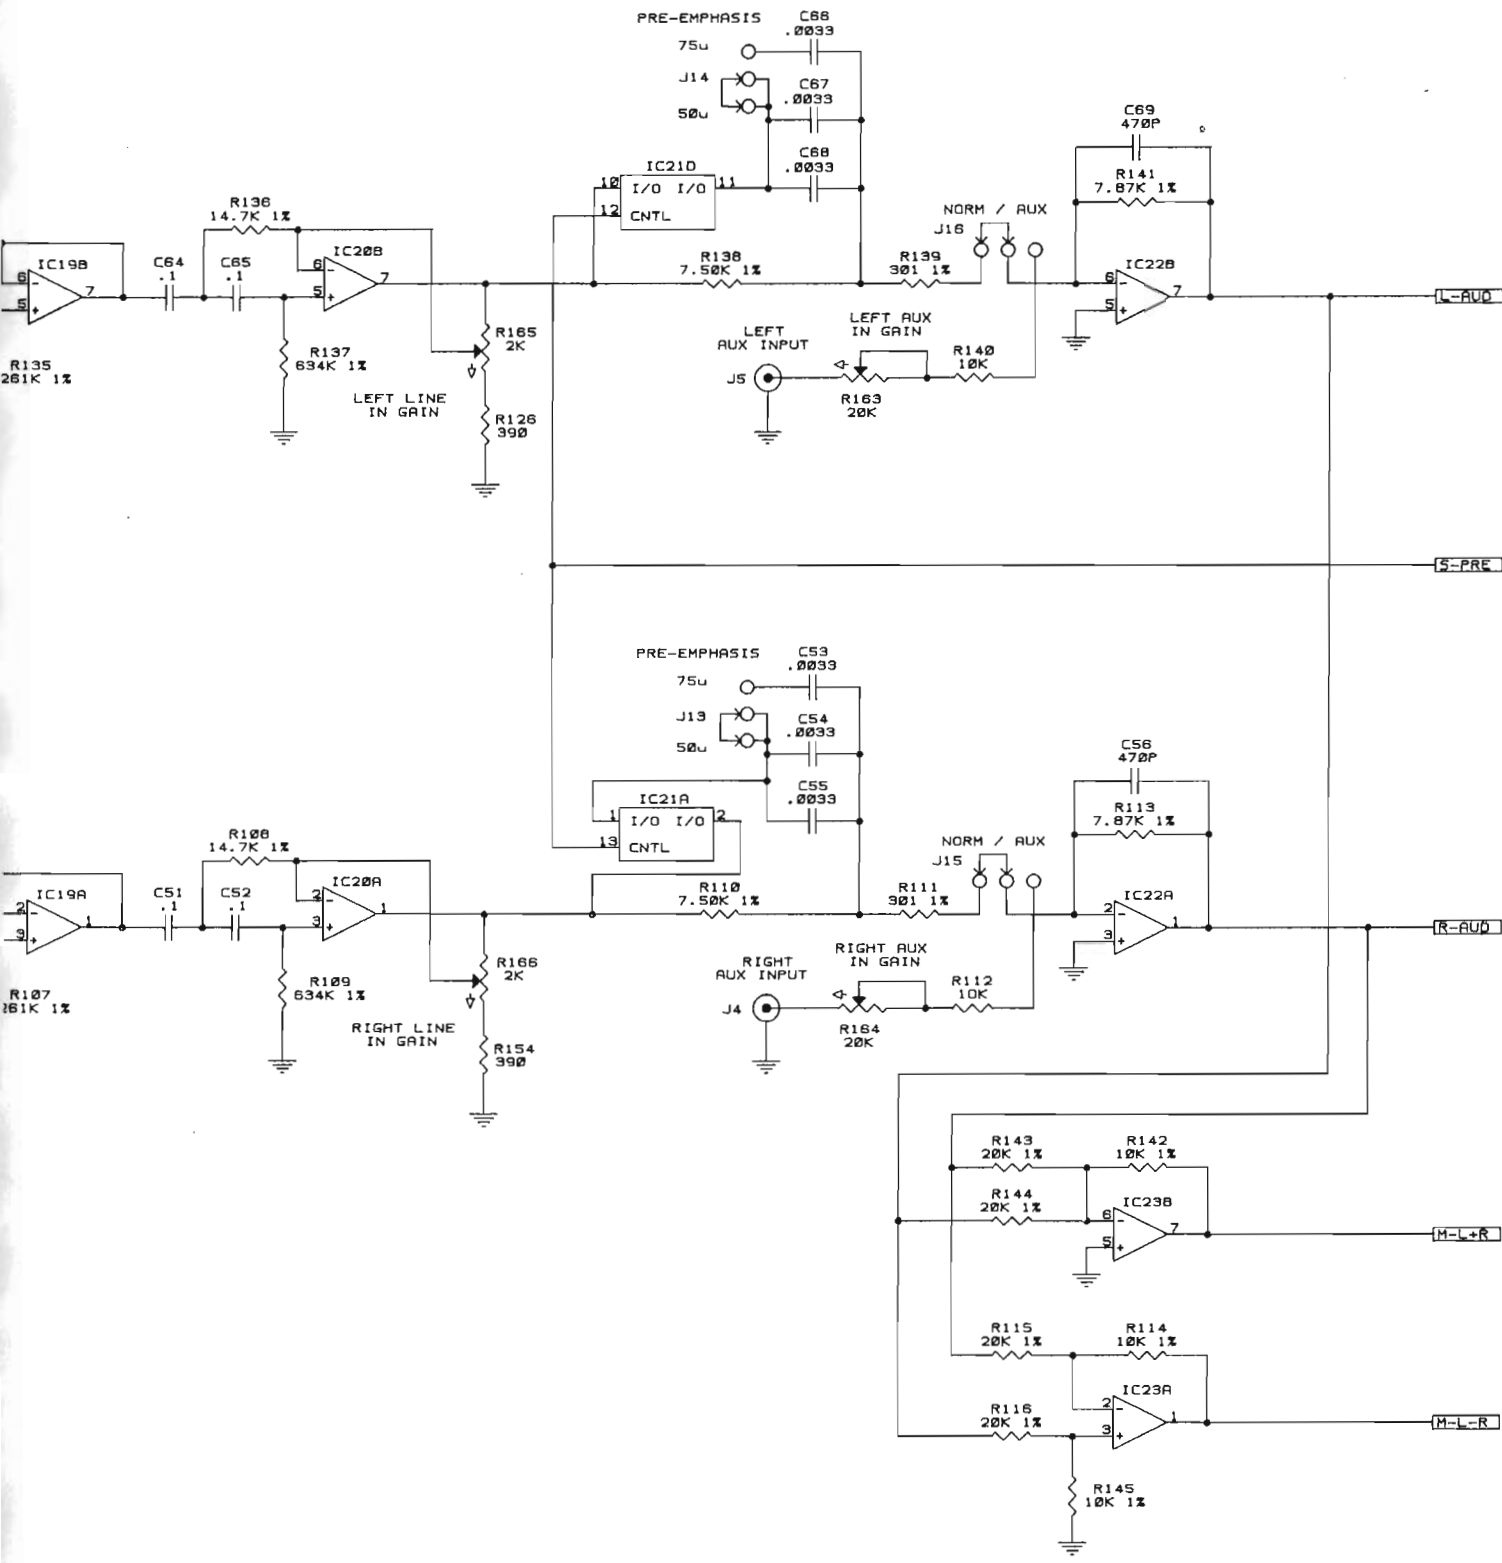 PRE-EMPHASIS
75u
J14
50u
C66
.0033
C67
.0033
C68
.0033
IC21D
10 I/O I/O 11
12 CNTL
R136
14.7K 1%
IC19B
6 -
5 +
7
C64
.1
C65
.1
IC20B
6 -
5 +
7
R135
261K 1%
R137
634K 1%
LEFT LINE
IN GAIN
R165
2K
R126
390
R138
7.50K 1%
R139
301 1%
NORM / AUX
J16
C69
470P
R141
7.87K 1%
IC22B
6 -
5 +
7
L-AUD
LEFT
AUX INPUT
J5
LEFT AUX
IN GAIN
R163
20K
R140
10K
S-PRE
PRE-EMPHASIS
75u
J13
50u
C53
.0033
C54
.0033
C55
.0033
IC21A
1 I/O I/O 2
13 CNTL
R108
14.7K 1%
IC19A
2 -
3 +
1
C51
.1
C52
.1
IC20A
2 -
3 +
1
R107
261K 1%
R109
634K 1%
RIGHT LINE
IN GAIN
R166
2K
R154
390
R110
7.50K 1%
R111
301 1%
NORM / AUX
J15
C56
470P
R113
7.87K 1%
IC22A
2 -
3 +
1
R-AUD
RIGHT
AUX INPUT
J4
RIGHT AUX
IN GAIN
R164
20K
R112
10K
R143
20K 1%
R142
10K 1%
R144
20K 1%
IC23B
6 -
5 +
7
M-L+R
R115
20K 1%
R114
10K 1%
R116
20K 1%
IC23A
2 -
3 +
1
M-L-R
R145
10K 1%